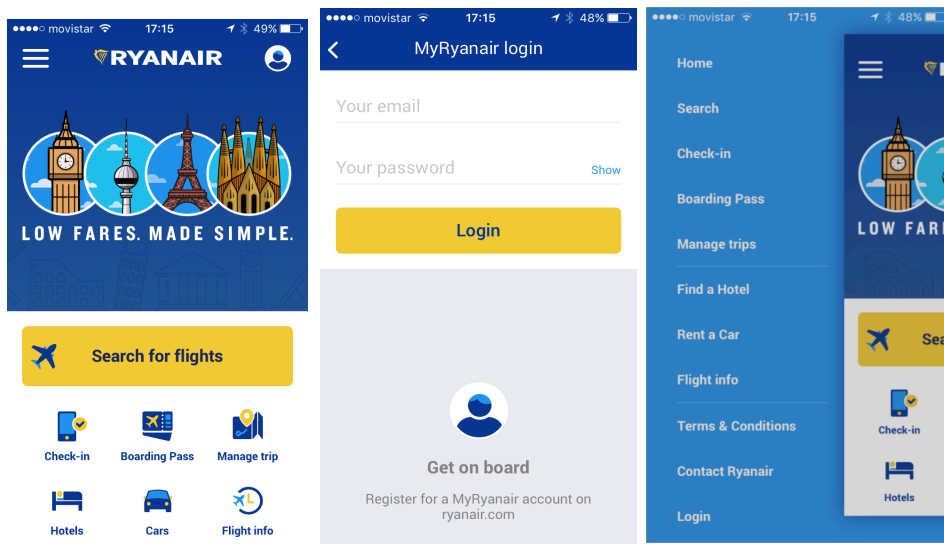 movistar 17:15 49%
RYANAIR
LOW FARES. MADE SIMPLE.
Search for flights
Check-in Boarding Pass Manage trip
Hotels Cars Flight info
movistar 17:15 48%
MyRyanair login
Your email
Your password Show
Login
Get on board
Register for a MyRyanair account on
ryanair.com
movistar 17:15 48%
Home
Search
Check-in
Boarding Pass
Manage trips
Find a Hotel
Rent a Car
Flight info
Terms & Conditions
Contact Ryanair
Login
LOW FAR
Sea
Check-in
Hotels